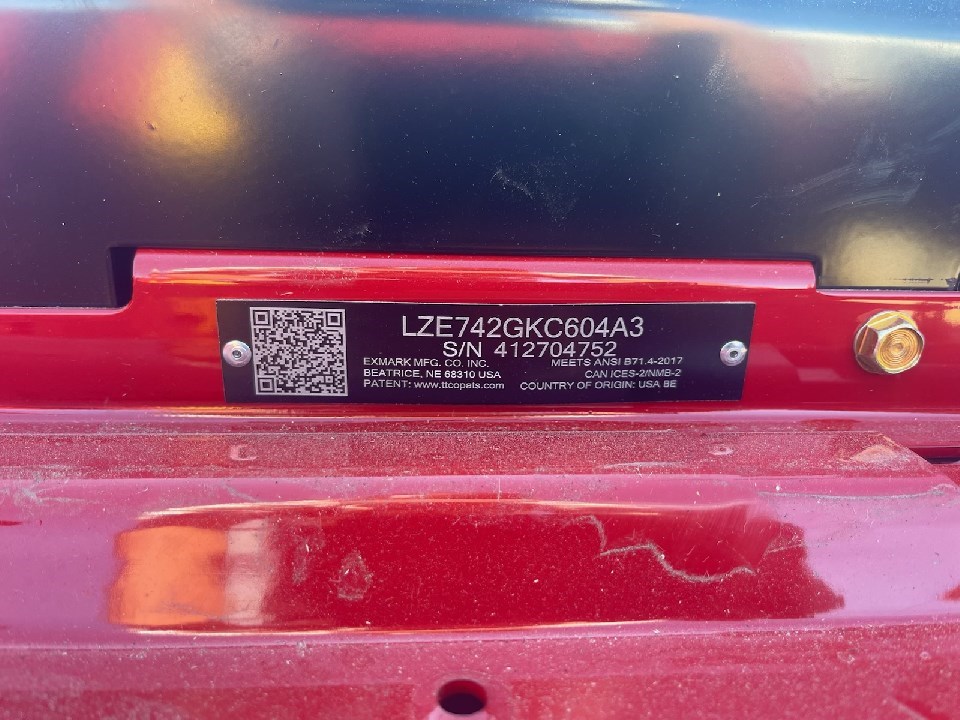 LZE742GKC604A3
S/N 412704752
EXMARK MFG. CO. INC. MEETS ANSI B71.4-2017
BEATRICE, NE 68310 USA CAN ICES-2/NMB-2
PATENT: www.ttcopats.com COUNTRY OF ORIGIN: USA BE